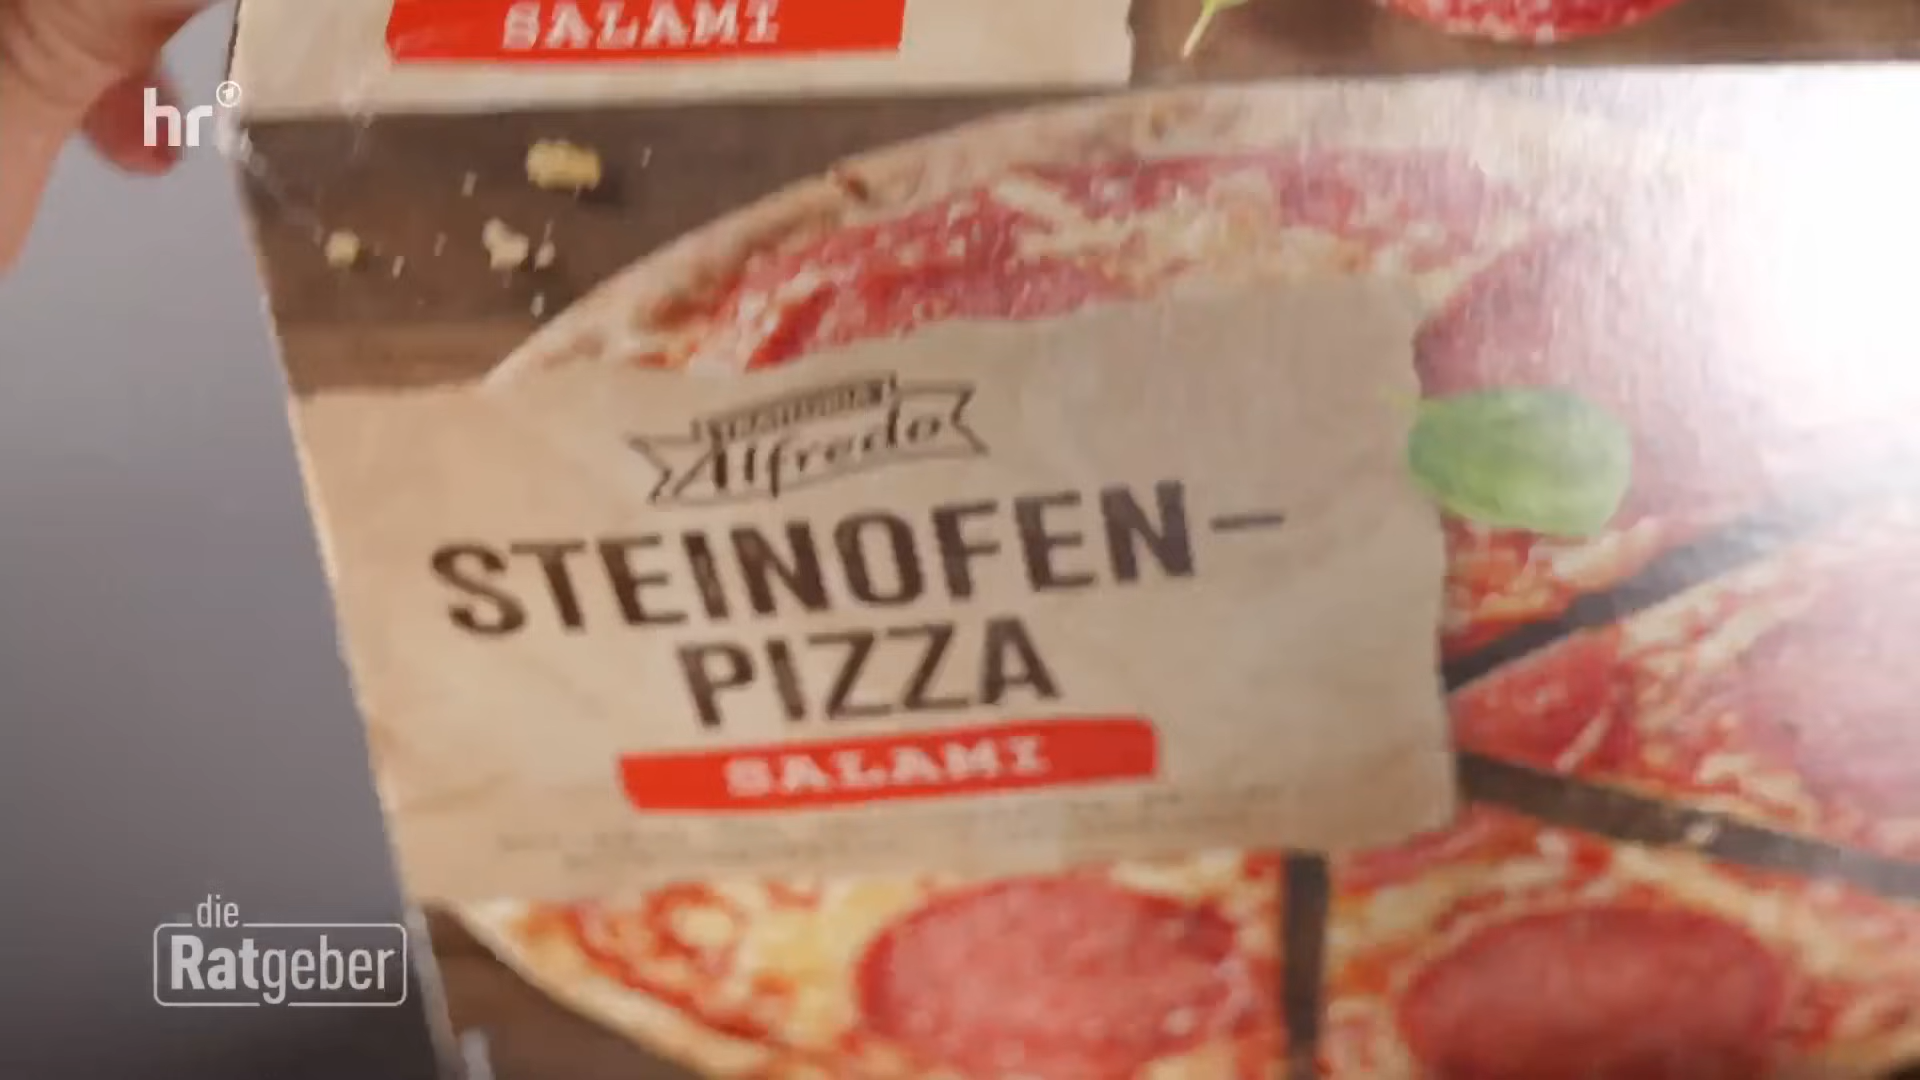 SALAMI
hr
Alfredo
STEINOFEN-
PIZZA
SALAMI
die
Ratgeber